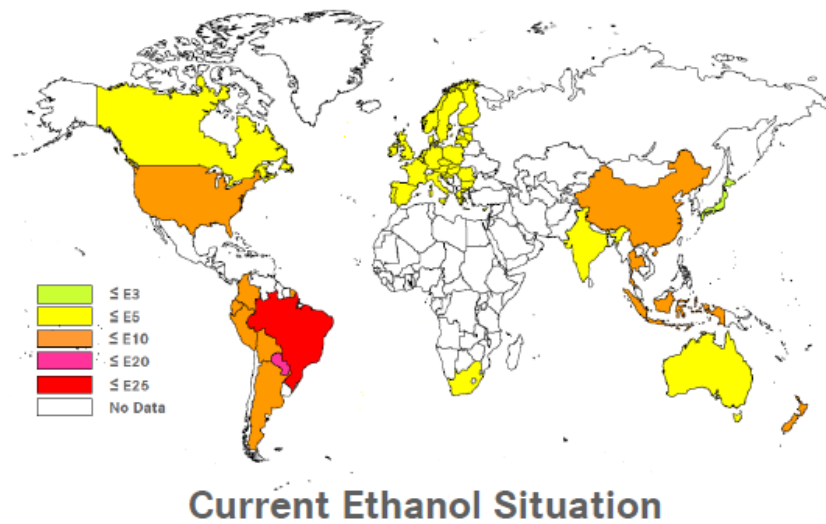 ≤ E3
≤ E5
≤ E10
≤ E20
≤ E25
No Data
Current Ethanol Situation